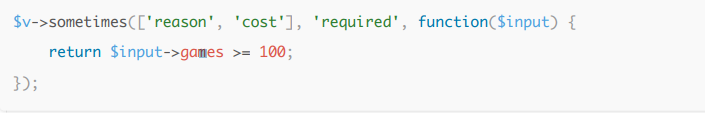 $v->sometimes(['reason', 'cost'], 'required', function($input) {
    return $input->games >= 100;
});